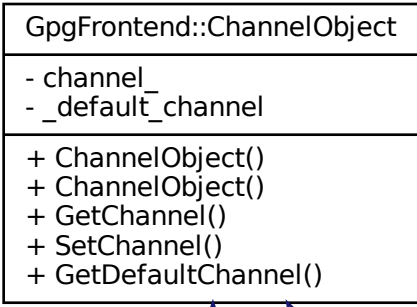 GpgFrontend::ChannelObject
- channel_
- _default_channel
+ ChannelObject()
+ ChannelObject()
+ GetChannel()
+ SetChannel()
+ GetDefaultChannel()